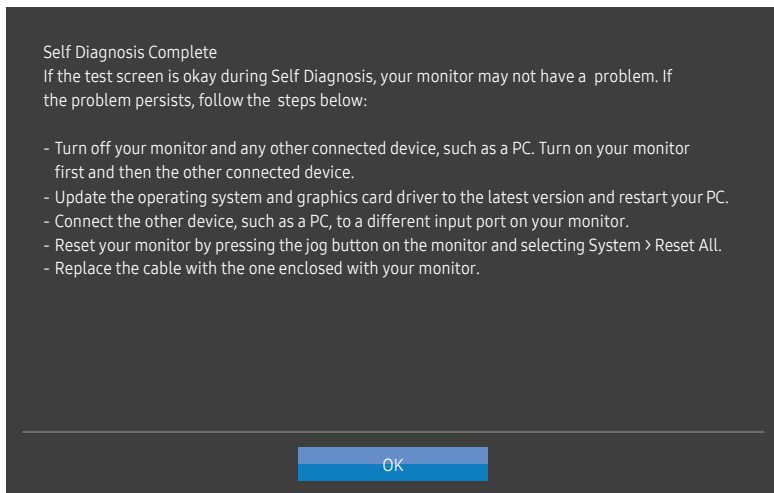 Self Diagnosis Complete
If the test screen is okay during Self Diagnosis, your monitor may not have a problem. If
the problem persists, follow the steps below:
- Turn off your monitor and any other connected device, such as a PC. Turn on your monitor
first and then the other connected device.
- Update the operating system and graphics card driver to the latest version and restart your PC.
- Connect the other device, such as a PC, to a different input port on your monitor.
- Reset your monitor by pressing the jog button on the monitor and selecting System > Reset All.
- Replace the cable with the one enclosed with your monitor.
OK